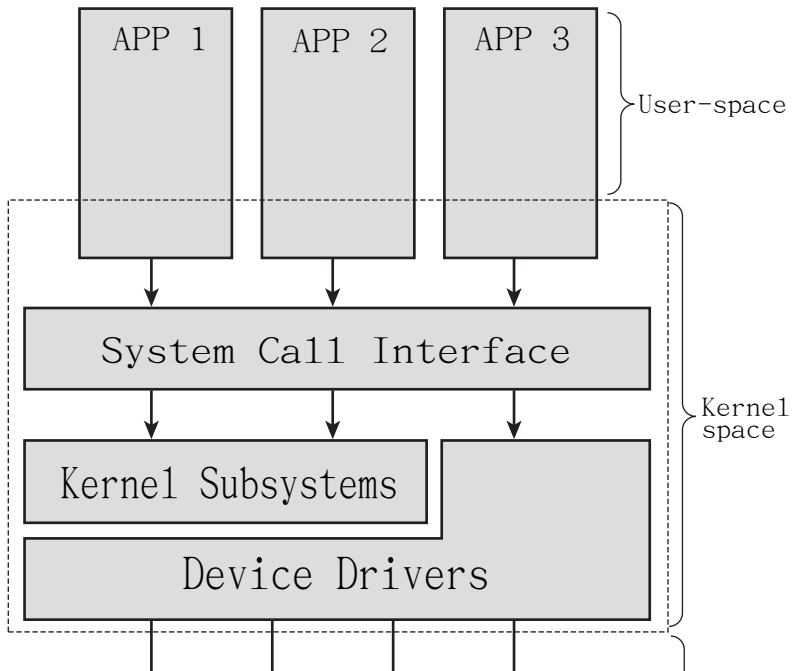 APP 1
APP 2
APP 3
User-space
System Call Interface
Kernel
space
Kernel Subsystems
Device Drivers